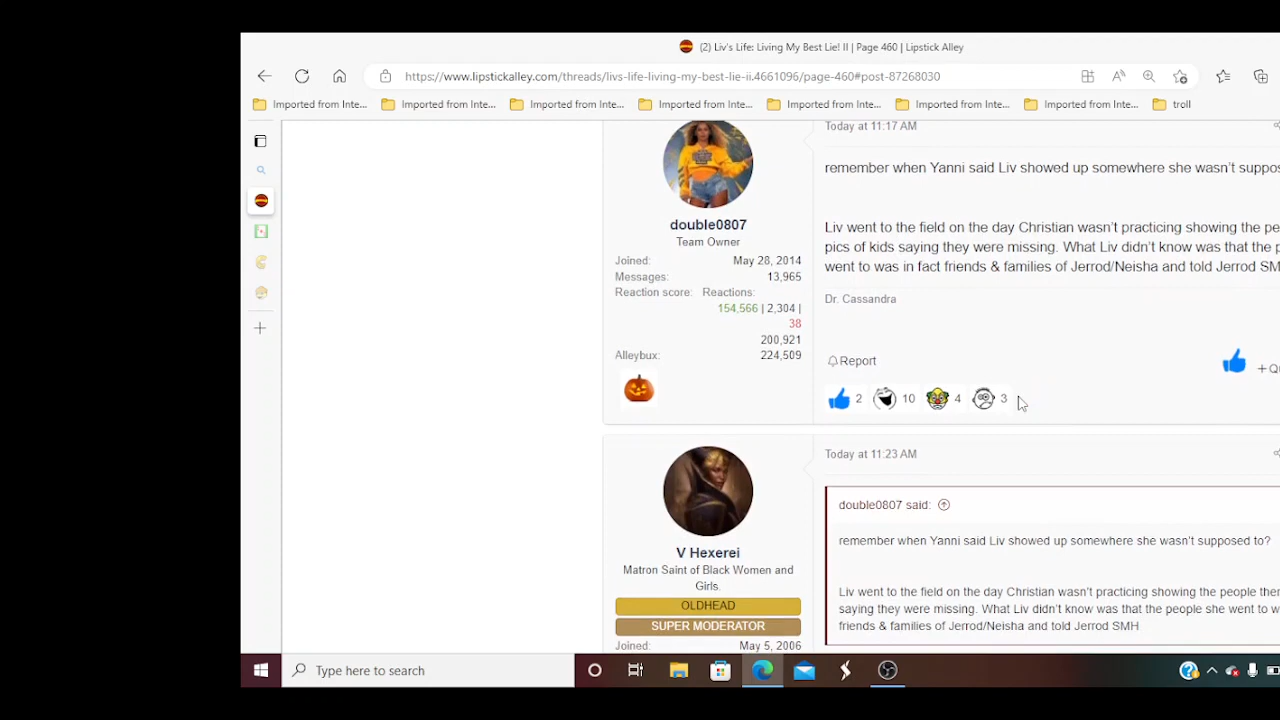 (2) Liv's Life: Living My Best Lie! II | Page 460 | Lipstick Alley
https://www.lipstickalley.com/threads/livs-life-living-my-best-lie-ii.4661096/page-460#post-87268030
Imported from Inte... Imported from Inte... Imported from Inte... Imported from Inte... Imported from Inte... Imported from Inte... Imported from Inte... troll
double0807
Team Owner
Joined: May 28, 2014
Messages: 13,965
Reaction score: Reactions:
154,566 | 2,304 |
38
200,921
Alleybux: 224,509
Today at 11:17 AM
remember when Yanni said Liv showed up somewhere she wasn't suppos
Liv went to the field on the day Christian wasn't practicing showing the pe
pics of kids saying they were missing. What Liv didn't know was that the p
went to was in fact friends & families of Jerrod/Neisha and told Jerrod SM
Dr. Cassandra
Report
+Qu
2 10 4 3
V Hexerei
Matron Saint of Black Women and
Girls.
OLDHEAD
SUPER MODERATOR
Joined: May 5, 2006
Today at 11:23 AM
double0807 said:
remember when Yanni said Liv showed up somewhere she wasn't supposed to?
Liv went to the field on the day Christian wasn't practicing showing the people ther
saying they were missing. What Liv didn't know was that the people she went to w
friends & families of Jerrod/Neisha and told Jerrod SMH
Type here to search